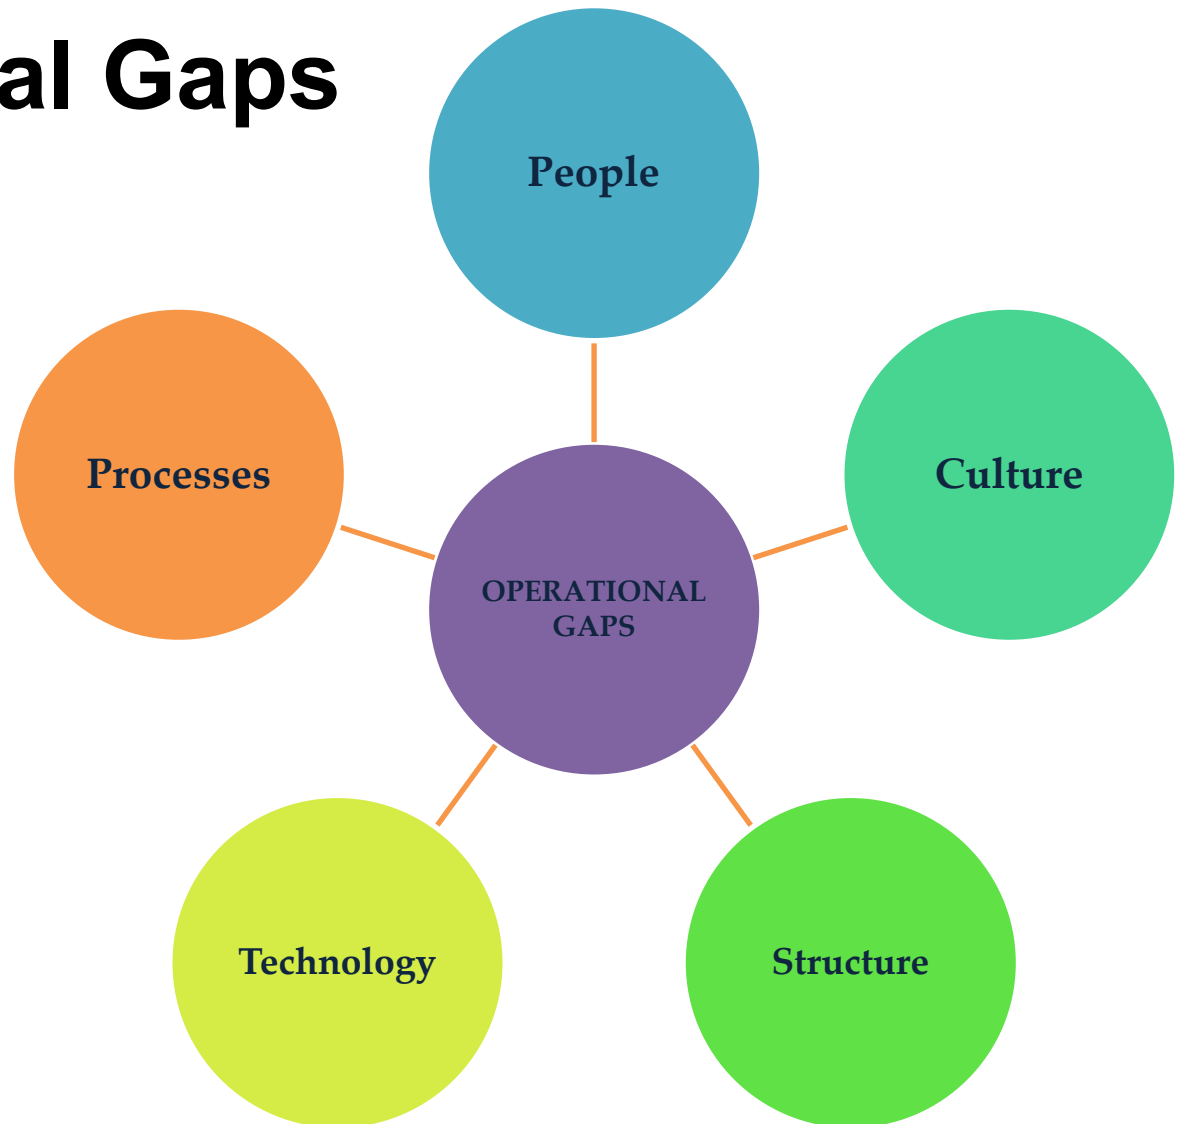 al Gaps
People
Processes
Culture
OPERATIONAL
GAPS
Technology
Structure